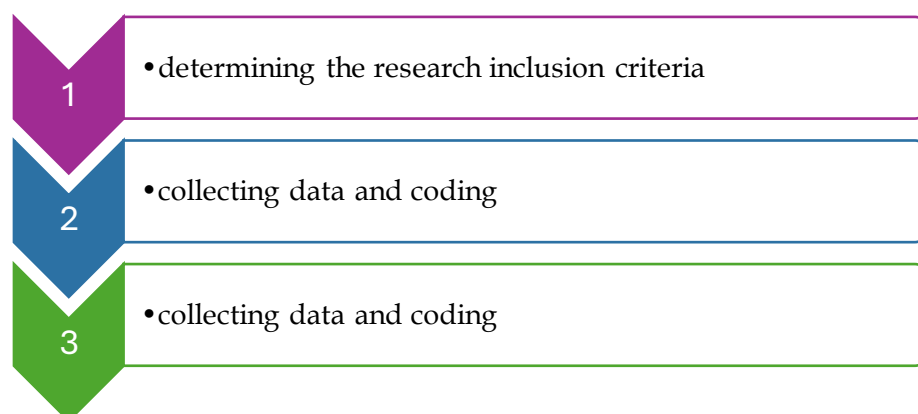 1
•determining the research inclusion criteria
2
•collecting data and coding
3
•collecting data and coding